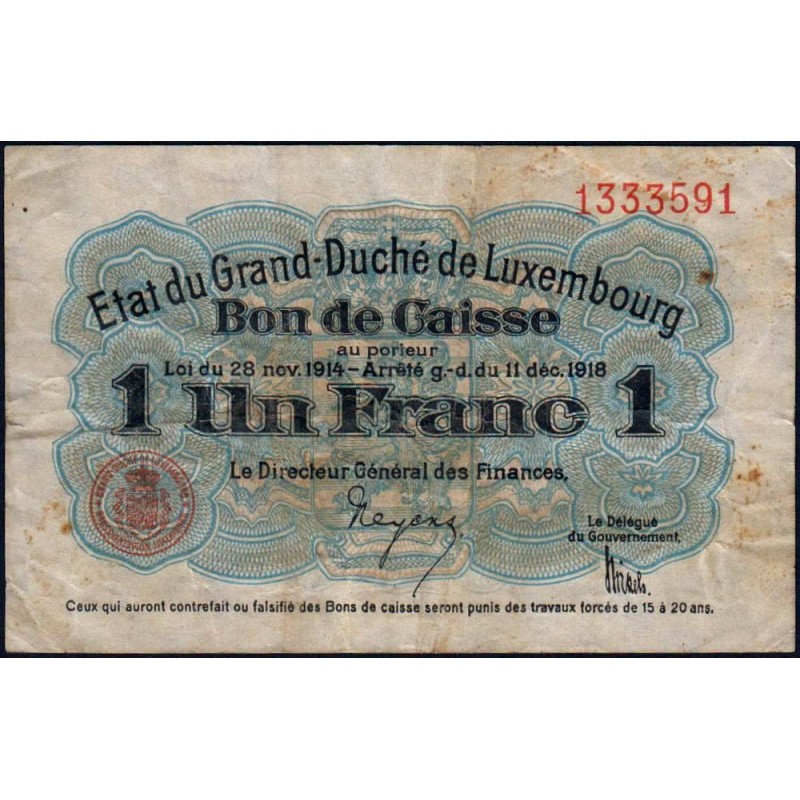 1333591
Etat du Grand-Duché de Luxembourg
Bon de Caisse
au porteur
Loi du 28 nov. 1914 - Arrêté g.-d. du 11 déc. 1918
1 Un Franc 1
Le Directeur Général des Finances,
Neyens.
Le Délégué
du Gouvernement,
Ceux qui auront contrefait ou falsifié des Bons de caisse seront punis des travaux forcés de 15 à 20 ans.